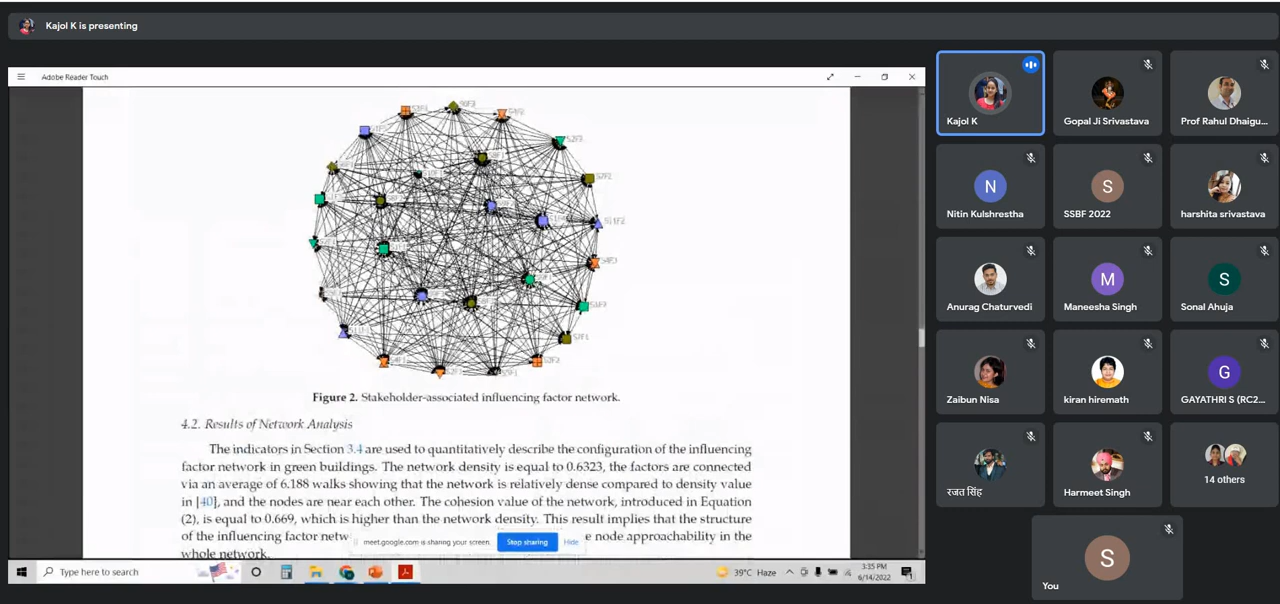 Kajol K is presenting
Adobe Reader Touch
Figure 2. Stakeholder-associated influencing factor network.
4.2. Results of Network Analysis
The indicators in Section 3.4 are used to quantitatively describe the configuration of the influencing
factor network in green buildings. The network density is equal to 0.6323, the factors are connected
via an average of 6.188 walks showing that the network is relatively dense compared to density value
in [40], and the nodes are near each other. The cohesion value of the network, introduced in Equation
(2), is equal to 0.669, which is higher than the network density. This result implies that the structure
of the influencing factor netw
e node approachability in the
whole network.
meet.google.com is sharing your screen.
Stop sharing
Hide
Type here to search
39°C Haze
3:35 PM
6/14/2022
Kajol K
Gopal Ji Srivastava
Prof Rahul Dhaigu...
N
Nitin Kulshrestha
S
SSBF 2022
harshita srivastava
Anurag Chaturvedi
M
Maneesha Singh
S
Sonal Ahuja
Zaibun Nisa
kiran hiremath
G
GAYATHRI S (RC2...
रजत सिंह
Harmeet Singh
14 others
S
You